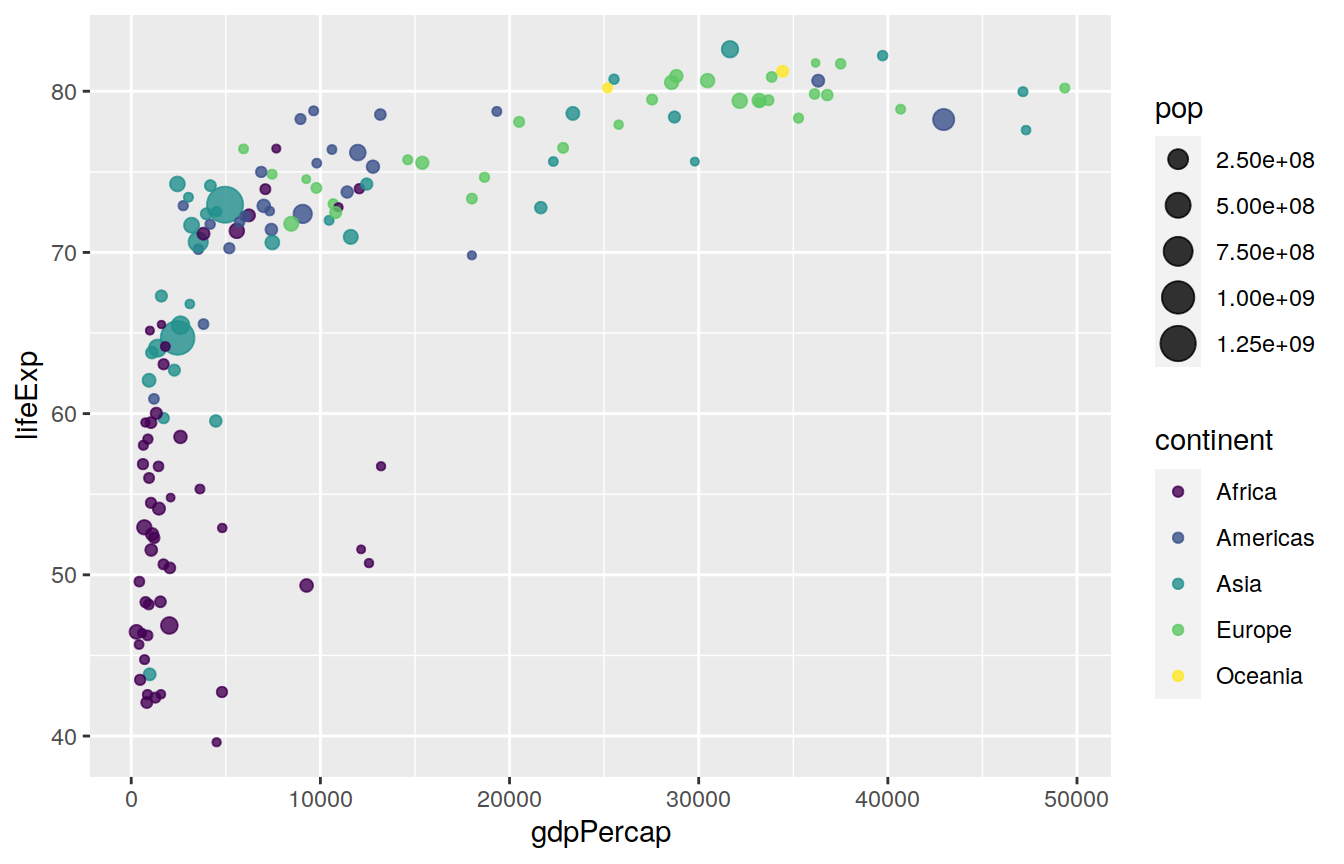 lifeExp
80
70
60
50
40
0 10000 20000 30000 40000 50000
gdpPercap
pop
2.50e+08
5.00e+08
7.50e+08
1.00e+09
1.25e+09
continent
Africa
Americas
Asia
Europe
Oceania